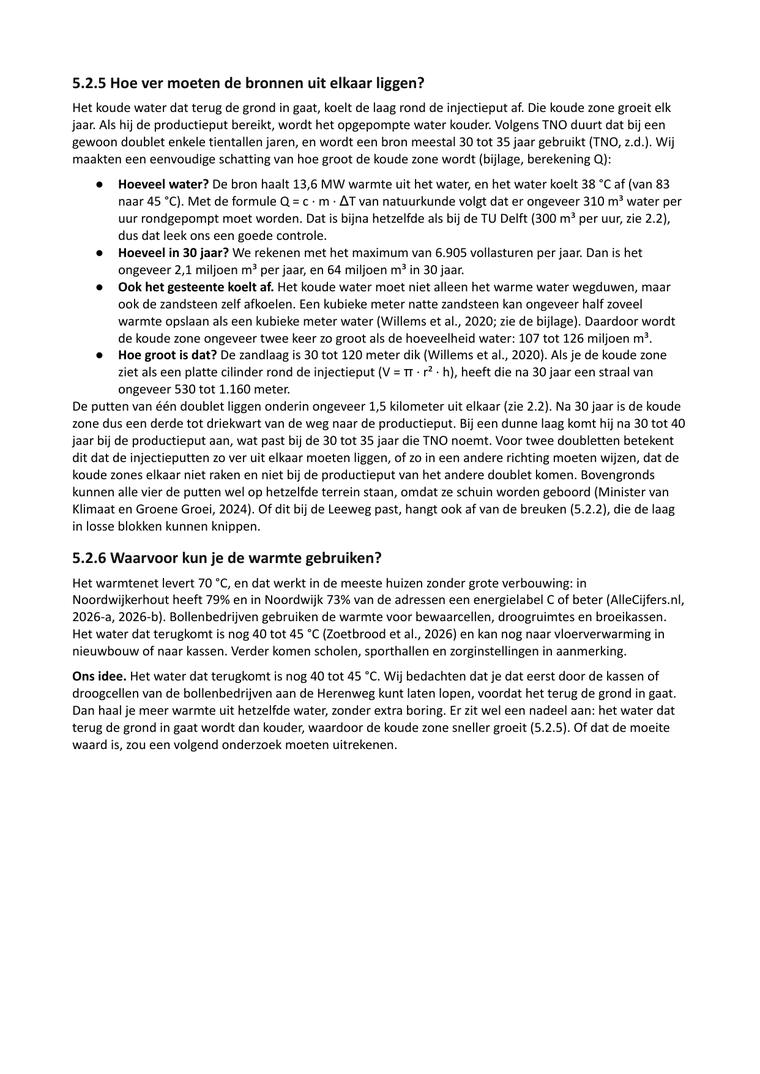 5.2.5 Hoe ver moeten de bronnen uit elkaar liggen?
Het koude water dat terug de grond in gaat, koelt de laag rond de injectieput af. Die koude zone groeit elk
jaar. Als hij de productieput bereikt, wordt het opgepompte water kouder. Volgens TNO duurt dat bij een
gewoon doublet enkele tientallen jaren, en wordt een bron meestal 30 tot 35 jaar gebruikt (TNO, z.d.). Wij
maakten een eenvoudige schatting van hoe groot de koude zone wordt (bijlage, berekening Q):
● Hoeveel water? De bron haalt 13,6 MW warmte uit het water, en het water koelt 38 °C af (van 83
naar 45 °C). Met de formule Q = c · m · ΔT van natuurkunde volgt dat er ongeveer 310 m³ water per
uur rondgepompt moet worden. Dat is bijna hetzelfde als bij de TU Delft (300 m³ per uur, zie 2.2),
dus dat leek ons een goede controle.
● Hoeveel in 30 jaar? We rekenen met het maximum van 6.905 vollasturen per jaar. Dan is het
ongeveer 2,1 miljoen m³ per jaar, en 64 miljoen m³ in 30 jaar.
● Ook het gesteente koelt af. Het koude water moet niet alleen het warme water wegduwen, maar
ook de zandsteen zelf afkoelen. Een kubieke meter natte zandsteen kan ongeveer half zoveel
warmte opslaan als een kubieke meter water (Willems et al., 2020; zie de bijlage). Daardoor wordt
de koude zone ongeveer twee keer zo groot als de hoeveelheid water: 107 tot 126 miljoen m³.
● Hoe groot is dat? De zandlaag is 30 tot 120 meter dik (Willems et al., 2020). Als je de koude zone
ziet als een platte cilinder rond de injectieput (V = π · r² · h), heeft die na 30 jaar een straal van
ongeveer 530 tot 1.160 meter.
De putten van één doublet liggen onderin ongeveer 1,5 kilometer uit elkaar (zie 2.2). Na 30 jaar is de koude
zone dus een derde tot driekwart van de weg naar de productieput. Bij een dunne laag komt hij na 30 tot 40
jaar bij de productieput aan, wat past bij de 30 tot 35 jaar die TNO noemt. Voor twee doubletten betekent
dit dat de injectieputten zo ver uit elkaar moeten liggen, of zo in een andere richting moeten wijzen, dat de
koude zones elkaar niet raken en niet bij de productieput van het andere doublet komen. Bovengronds
kunnen alle vier de putten wel op hetzelfde terrein staan, omdat ze schuin worden geboord (Minister van
Klimaat en Groene Groei, 2024). Of dit bij de Leeweg past, hangt ook af van de breuken (5.2.2), die de laag
in losse blokken kunnen knippen.
5.2.6 Waarvoor kun je de warmte gebruiken?
Het warmtenet levert 70 °C, en dat werkt in de meeste huizen zonder grote verbouwing: in
Noordwijkerhout heeft 79% en in Noordwijk 73% van de adressen een energielabel C of beter (AlleCijfers.nl,
2026-a, 2026-b). Bollenbedrijven gebruiken de warmte voor bewaarcellen, droogruimtes en broeikassen.
Het water dat terugkomt is nog 40 tot 45 °C (Zoetbrood et al., 2026) en kan nog naar vloerverwarming in
nieuwbouw of naar kassen. Verder komen scholen, sporthallen en zorginstellingen in aanmerking.
Ons idee. Het water dat terugkomt is nog 40 tot 45 °C. Wij bedachten dat je dat eerst door de kassen of
droogcellen van de bollenbedrijven aan de Herenweg kunt laten lopen, voordat het terug de grond in gaat.
Dan haal je meer warmte uit hetzelfde water, zonder extra boring. Er zit wel een nadeel aan: het water dat
terug de grond in gaat wordt dan kouder, waardoor de koude zone sneller groeit (5.2.5). Of dat de moeite
waard is, zou een volgend onderzoek moeten uitrekenen.